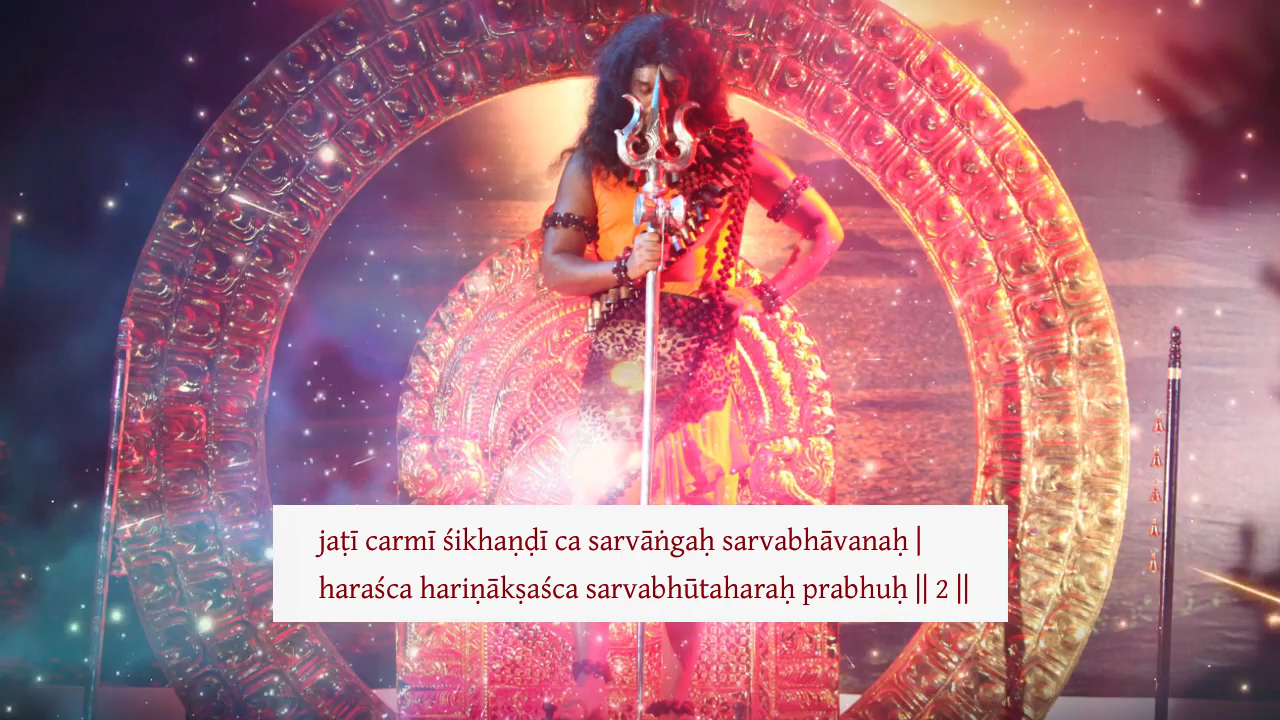 jaṭī carmī śikhaṇḍī ca sarvāṅgaḥ sarvabhāvanaḥ |
haraśca hariṇākṣaśca sarvabhūtaharaḥ prabhuḥ || 2 ||